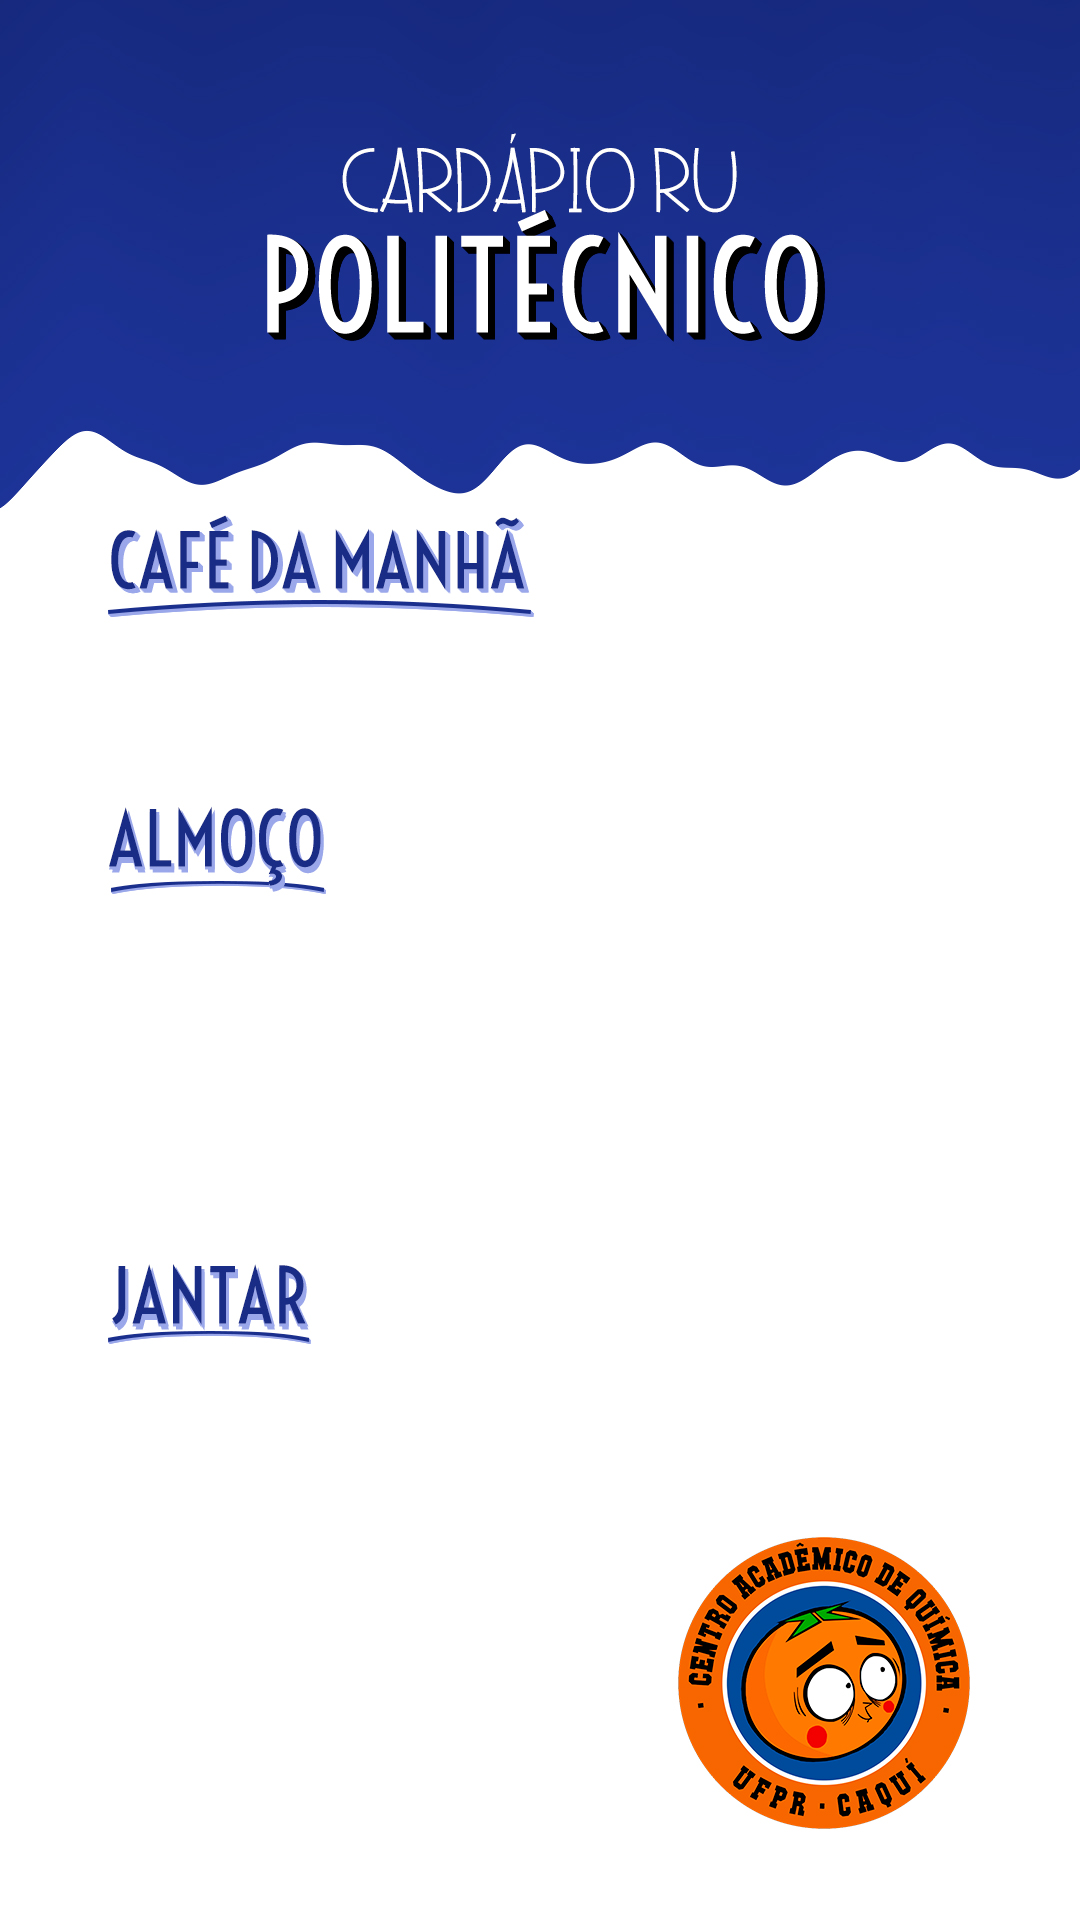 CARDÁPIO RU
POLITÉCNICO
CAFÉ DA MANHÃ
ALMOÇO
JANTAR
· CENTRO ACADÊMICO DE QUÍMICA ·
UFPR · CAQUÍ